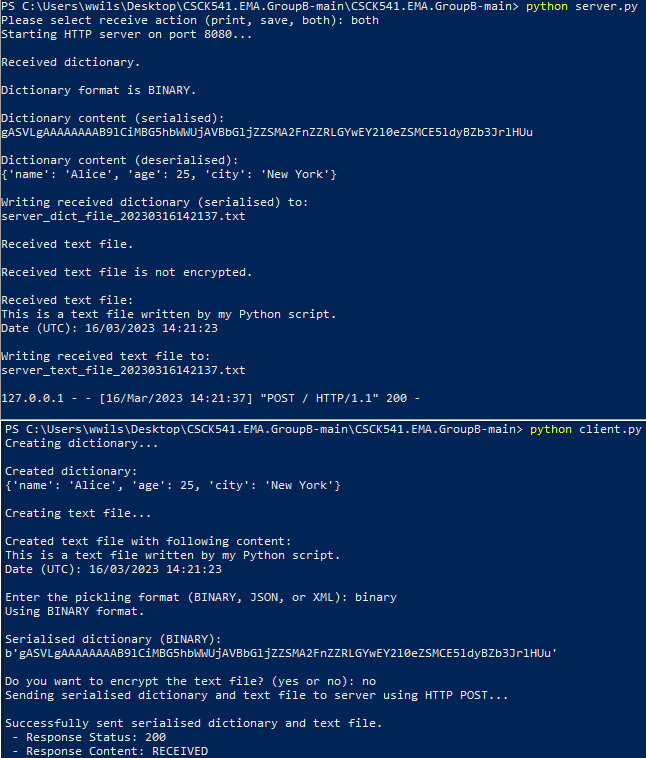 PS C:\Users\wwils\Desktop\CSCK541.EMA.GroupB-main\CSCK541.EMA.GroupB-main> python server.py
Please select receive action (print, save, both): both
Starting HTTP server on port 8080...
Received dictionary.
Dictionary format is BINARY.
Dictionary content (serialised):
gASVLgAAAAAAAAB9lCiMBG5hbWWUjAVBbGljZZSMA2FnZZRLGYwEY2l0eZSMCE5ldyBZb3JrlHUu
Dictionary content (deserialised):
{'name': 'Alice', 'age': 25, 'city': 'New York'}
Writing received dictionary (serialised) to:
server_dict_file_20230316142137.txt
Received text file.
Received text file is not encrypted.
Received text file:
This is a text file written by my Python script.
Date (UTC): 16/03/2023 14:21:23
Writing received text file to:
server_text_file_20230316142137.txt
127.0.0.1 - - [16/Mar/2023 14:21:37] "POST / HTTP/1.1" 200 -
PS C:\Users\wwils\Desktop\CSCK541.EMA.GroupB-main\CSCK541.EMA.GroupB-main> python client.py
Creating dictionary...
Created dictionary:
{'name': 'Alice', 'age': 25, 'city': 'New York'}
Creating text file...
Created text file with following content:
This is a text file written by my Python script.
Date (UTC): 16/03/2023 14:21:23
Enter the pickling format (BINARY, JSON, or XML): binary
Using BINARY format.
Serialised dictionary (BINARY):
b'gASVLgAAAAAAAAB9lCiMBG5hbWWUjAVBbGljZZSMA2FnZZRLGYwEY2l0eZSMCE5ldyBZb3JrlHUu'
Do you want to encrypt the text file? (yes or no): no
Sending serialised dictionary and text file to server using HTTP POST...
Successfully sent serialised dictionary and text file.
- Response Status: 200
- Response Content: RECEIVED